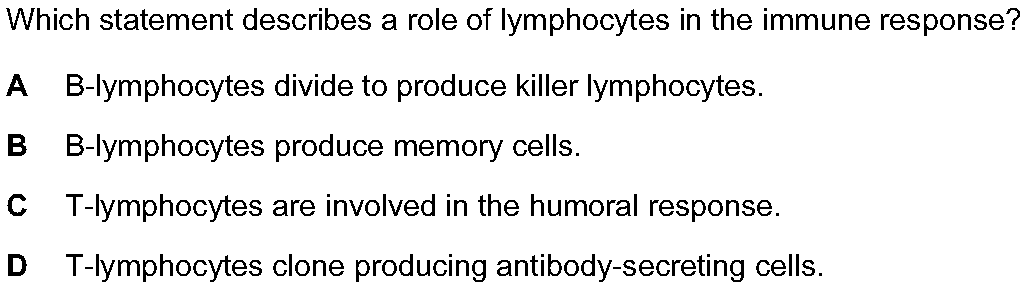 Which statement describes a role of lymphocytes in the immune response?
A B-lymphocytes divide to produce killer lymphocytes.
B B-lymphocytes produce memory cells.
C T-lymphocytes are involved in the humoral response.
D T-lymphocytes clone producing antibody-secreting cells.